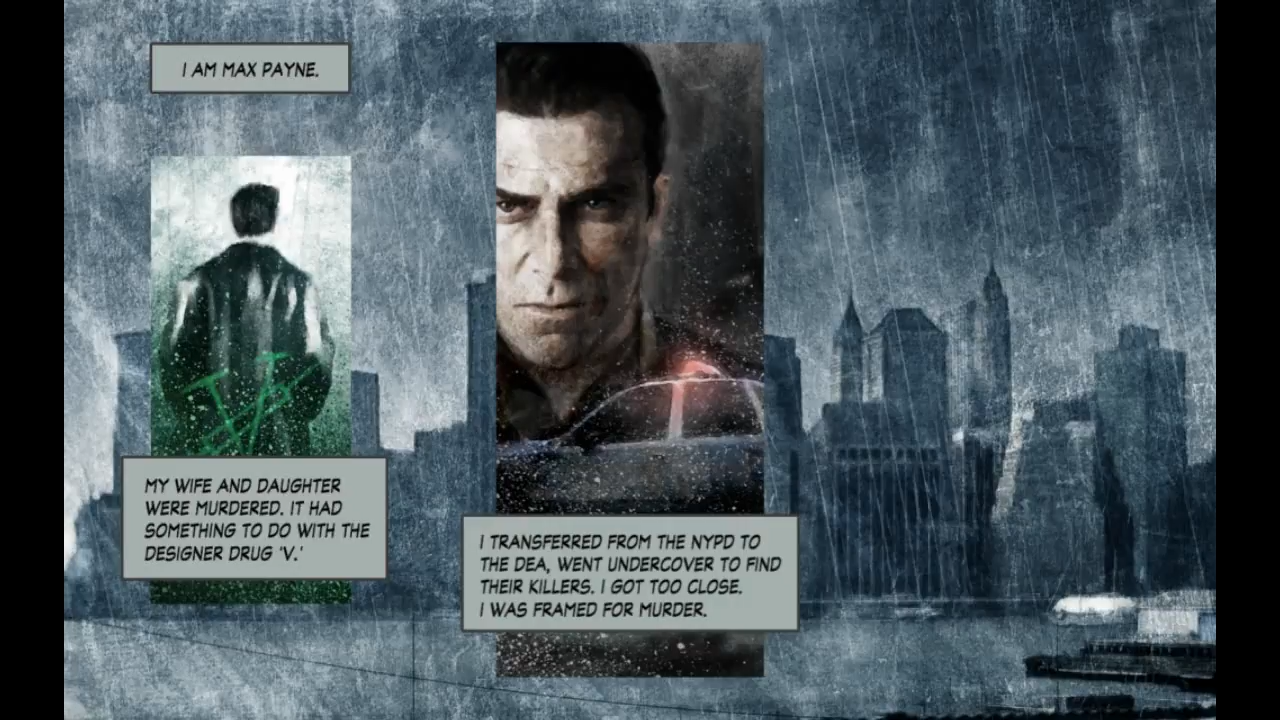 I AM MAX PAYNE.
MY WIFE AND DAUGHTER
WERE MURDERED. IT HAD
SOMETHING TO DO WITH THE
DESIGNER DRUG 'V.'
I TRANSFERRED FROM THE NYPD TO
THE DEA, WENT UNDERCOVER TO FIND
THEIR KILLERS. I GOT TOO CLOSE.
I WAS FRAMED FOR MURDER.